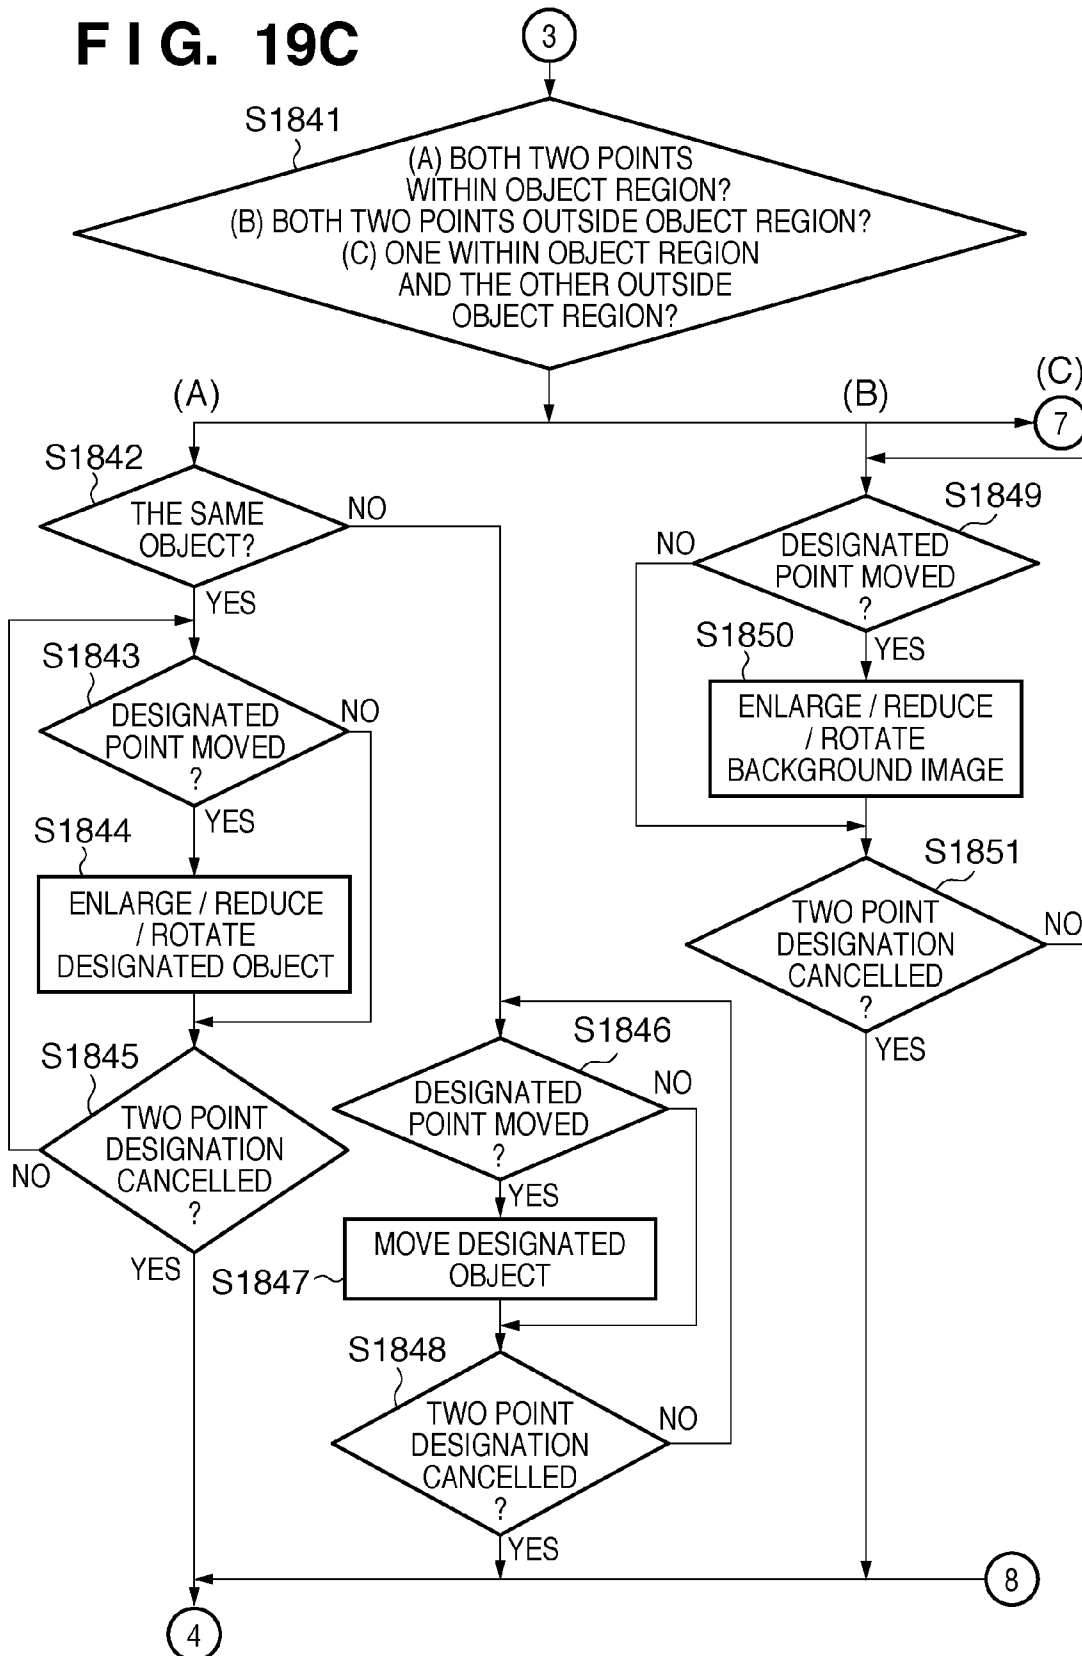 FIG. 19C
3
S1841
(A) BOTH TWO POINTS
WITHIN OBJECT REGION?
(B) BOTH TWO POINTS OUTSIDE OBJECT REGION?
(C) ONE WITHIN OBJECT REGION
AND THE OTHER OUTSIDE
OBJECT REGION?
(A)
(B)
(C)
7
S1842
THE SAME
OBJECT?
NO
YES
S1843
DESIGNATED
POINT MOVED
?
NO
YES
S1844
ENLARGE / REDUCE
/ ROTATE
DESIGNATED OBJECT
S1845
TWO POINT
DESIGNATION
CANCELLED
?
NO
YES
S1846
DESIGNATED
POINT MOVED
?
NO
YES
S1847
MOVE DESIGNATED
OBJECT
S1848
TWO POINT
DESIGNATION
CANCELLED
?
NO
YES
S1849
DESIGNATED
POINT MOVED
?
NO
YES
S1850
ENLARGE / REDUCE
/ ROTATE
BACKGROUND IMAGE
S1851
TWO POINT
DESIGNATION
CANCELLED
?
NO
YES
8
4